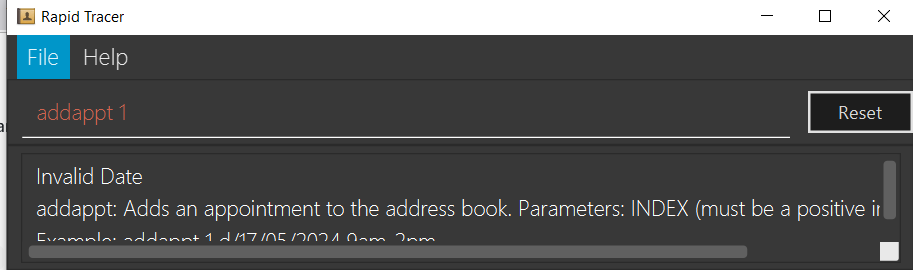 Rapid Tracer
File Help
addappt 1
Reset
Invalid Date
addappt: Adds an appointment to the address book. Parameters: INDEX (must be a positive
Example: addappt 1 d/17/05/2024 9am-2pm